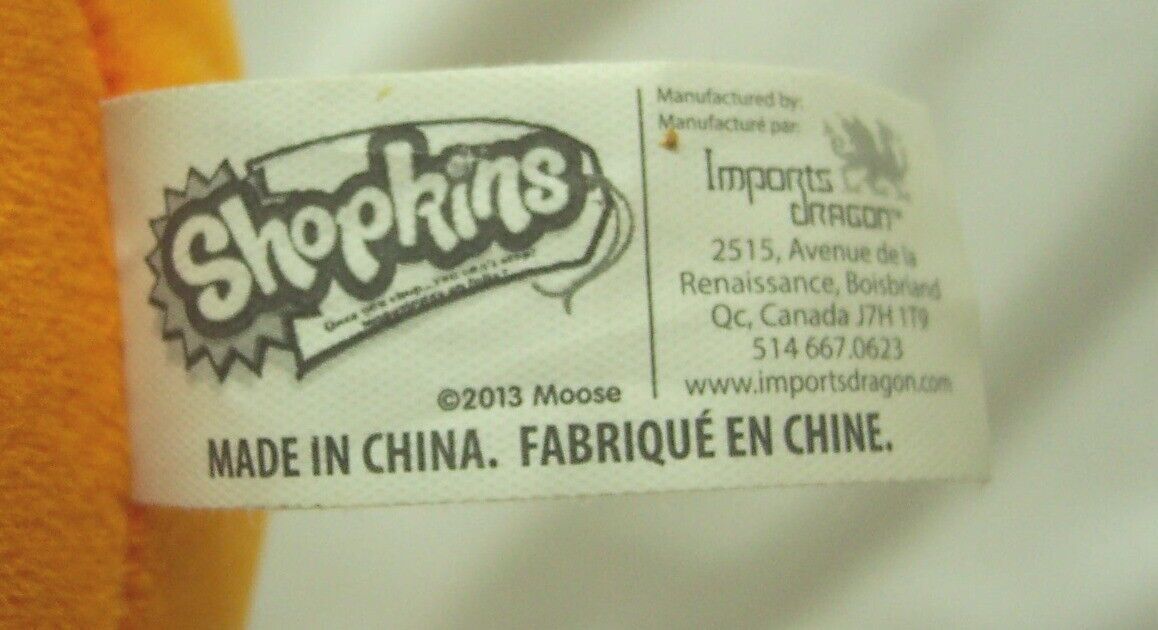 Shopkins
©2013 Moose
Manufactured by:
Manufacturé par:
Imports
DRAGON™
2515, Avenue de la
Renaissance, Boisbriand
Qc, Canada J7H 1T9
514 667.0623
www.importsdragon.com
MADE IN CHINA. FABRIQUÉ EN CHINE.